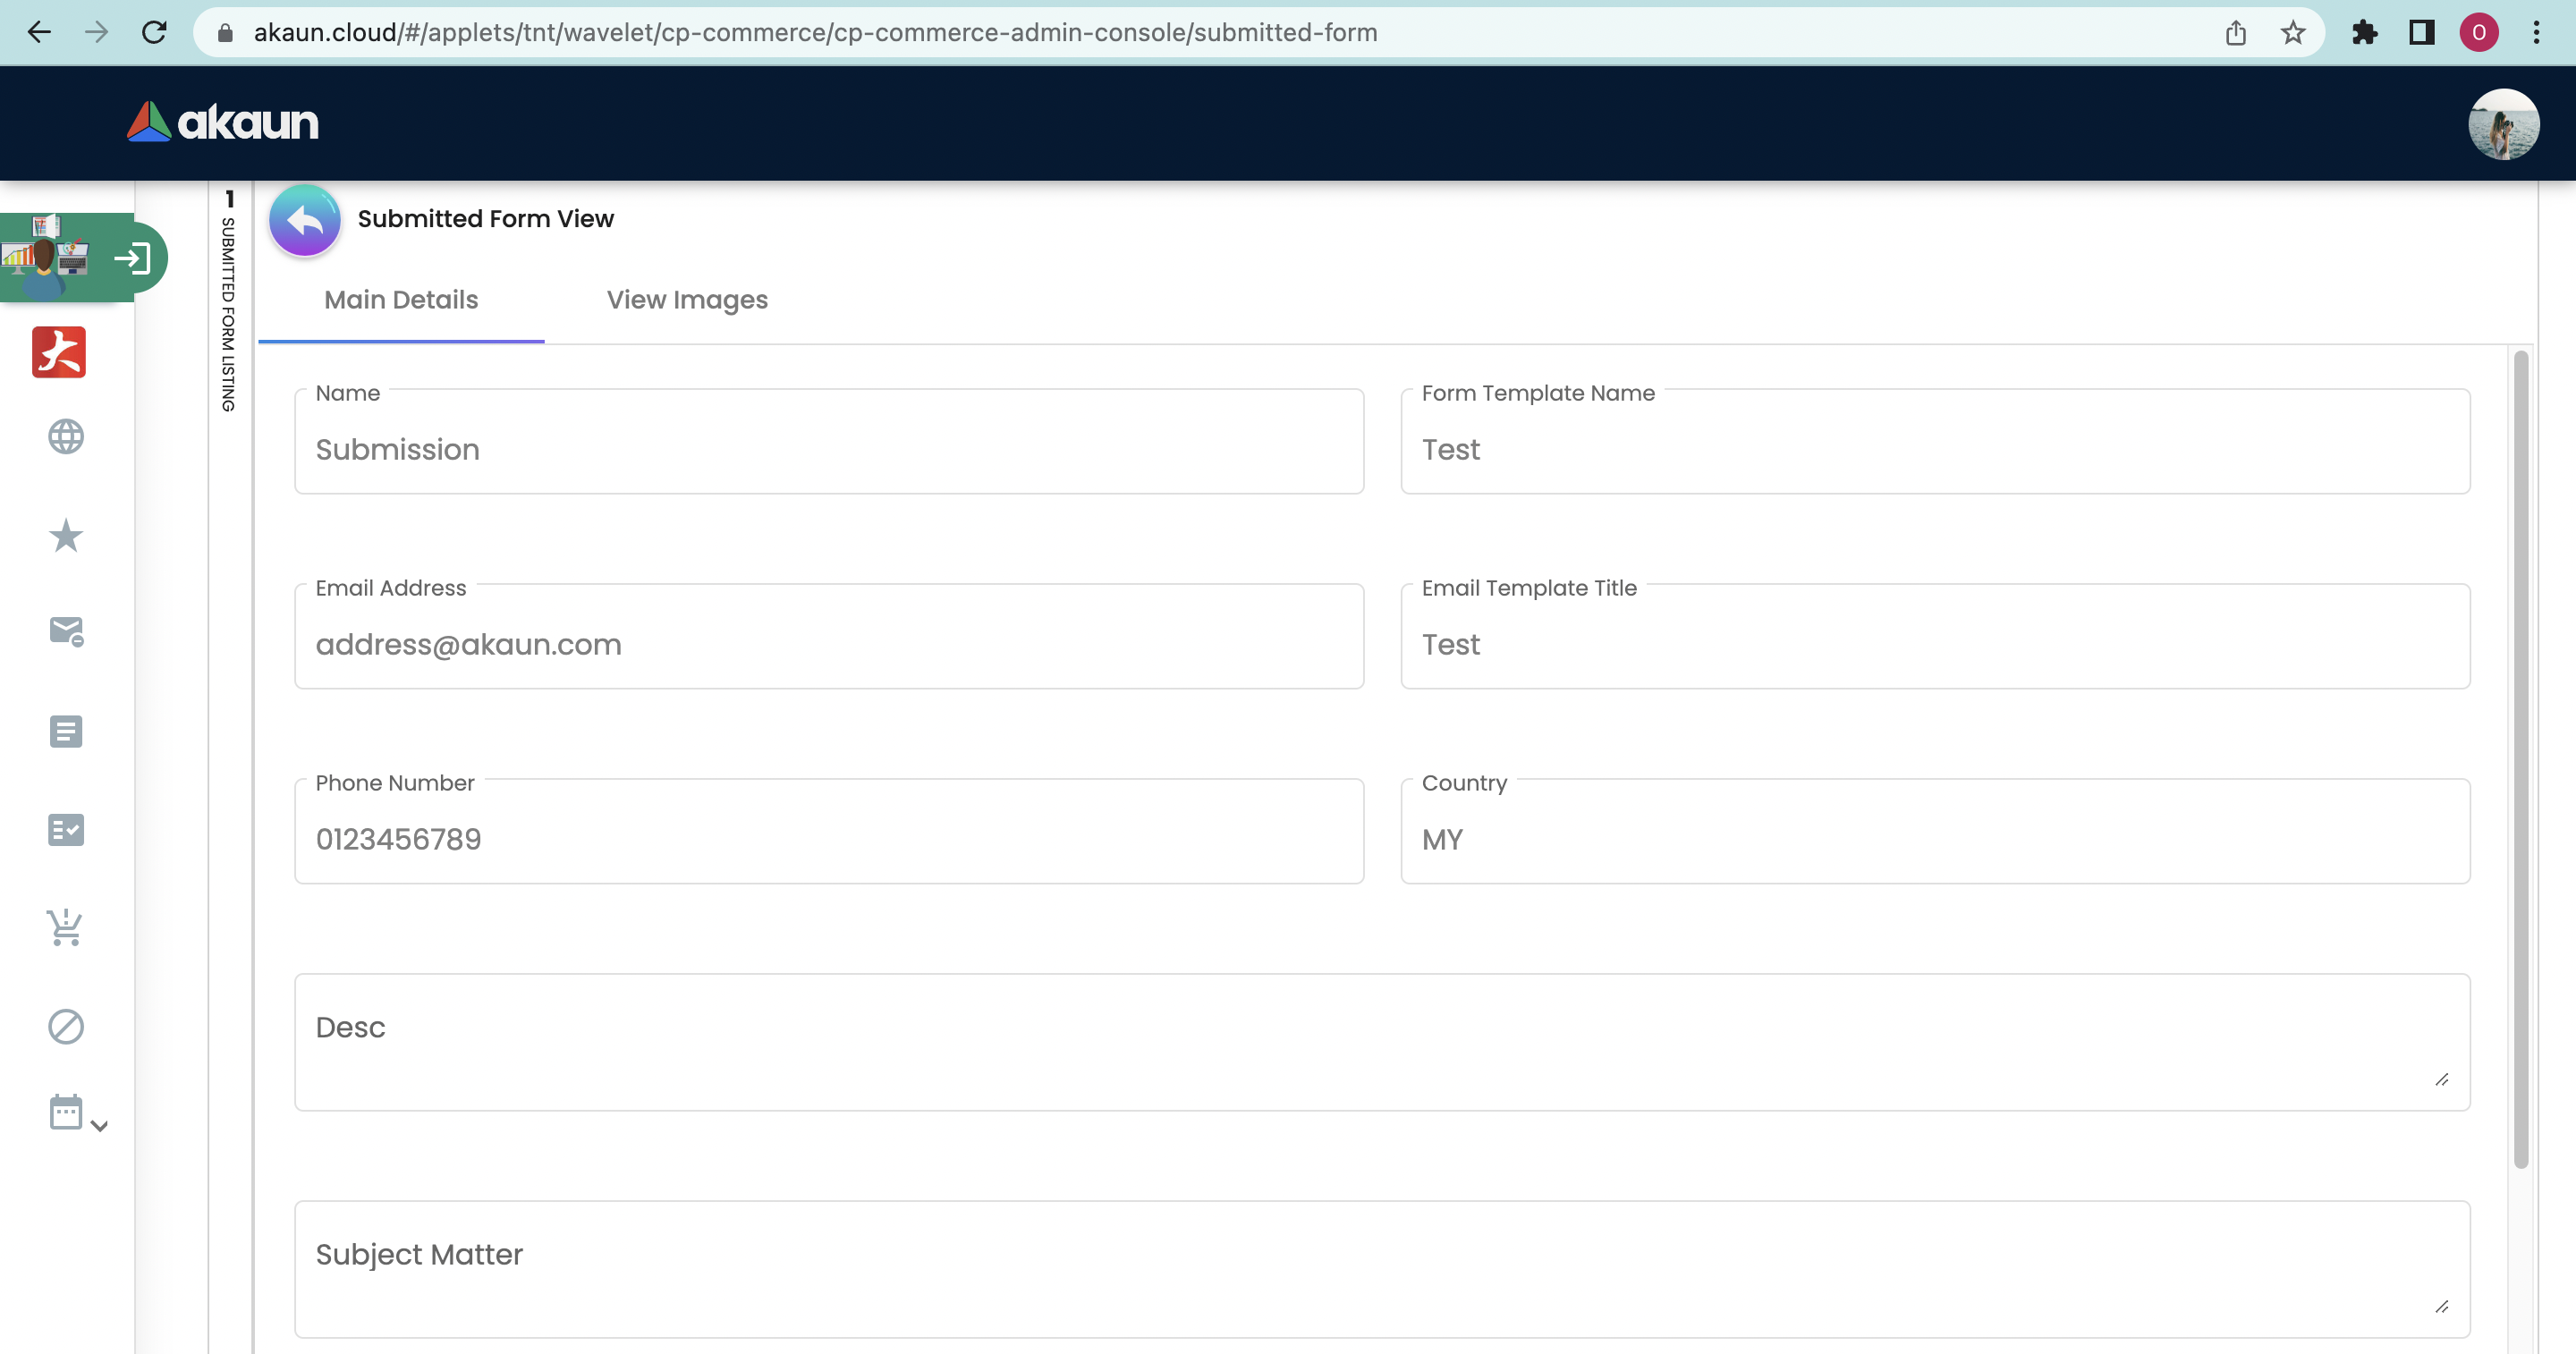 akaun.cloud/#/applets/tnt/wavelet/cp-commerce/cp-commerce-admin-console/submitted-form
O
akaun
1
SUBMITTED FORM LISTING
Submitted Form View
Main Details
View Images
Name
Submission
Form Template Name
Test
Email Address
address@akaun.com
Email Template Title
Test
Phone Number
0123456789
Country
MY
Desc
Subject Matter